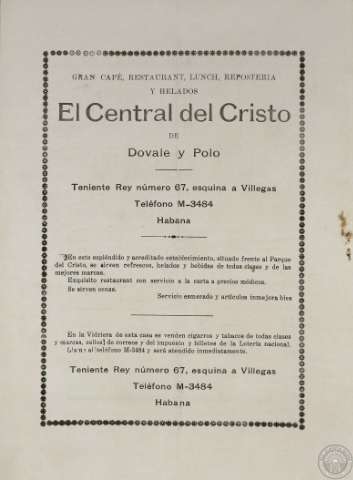 GRAN CAFÉ, RESTAURANT, LUNCH, REPOSTERIA
Y HELADOS
El Central del Cristo
DE
Dovale y Polo
Teniente Rey número 67, esquina a Villegas
Teléfono M-3484
Habana
En este espléndido y acreditado establecimiento, situado frente al Parque
del Cristo, se sirven refrescos, helados y bebidas de todas clases y de las
mejores marcas.
Exquisito restaurant con servicio a la carta a precios módicos.
Se sirven cenas.
Servicio esmerado y artículos inmejora bles
En la Vidriera de esta casa se venden cigarros y tabacos de todas clases
y marcas, sellos de correos y del impuesto y billetes de la Lotería nacional.
Llame al teléfono M-3484 y será atendido inmediatamente.
Teniente Rey número 67, esquina a Villegas
Teléfono M-3484
Habana